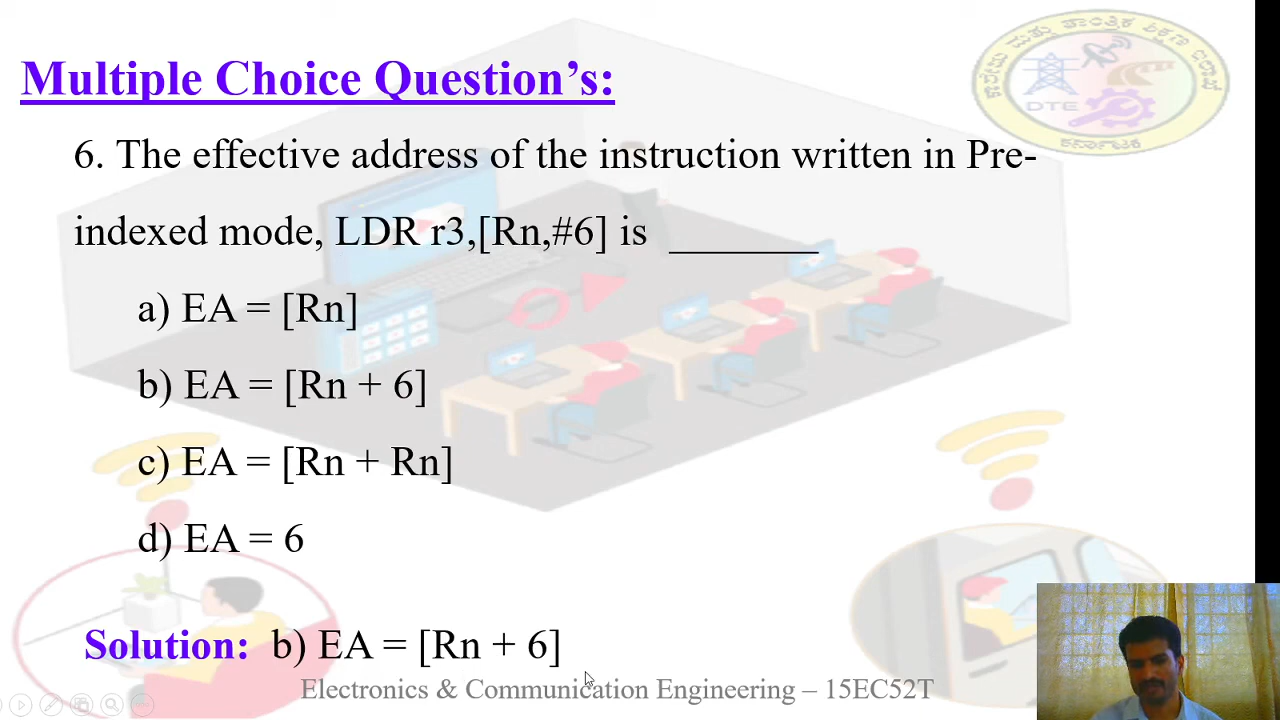 Multiple Choice Question’s:
6. The effective address of the instruction written in Pre-
indexed mode, LDR r3,[Rn,#6] is _______
a) EA = [Rn]
b) EA = [Rn + 6]
c) EA = [Rn + Rn]
d) EA = 6
Solution: b) EA = [Rn + 6]
Electronics & Communication Engineering – 15EC52T
DTE